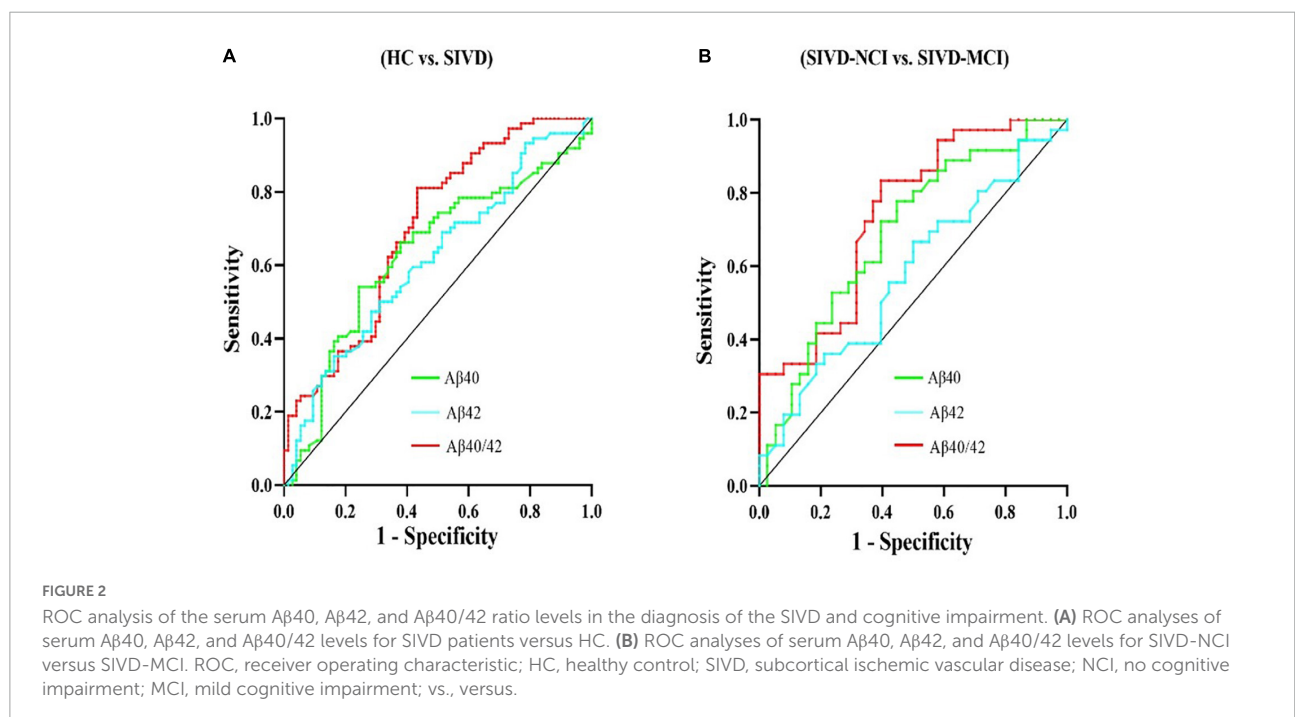 A
(HC vs. SIVD)
1.0
0.8
0.6
0.4
0.2
0.0
Sensitivity
Aβ40
Aβ42
Aβ40/42
0.0 0.2 0.4 0.6 0.8 1.0
1 - Specificity
B
(SIVD-NCI vs. SIVD-MCI)
1.0
0.8
0.6
0.4
0.2
0.0
Sensitivity
Aβ40
Aβ42
Aβ40/42
0.0 0.2 0.4 0.6 0.8 1.0
1 - Specificity
FIGURE 2
ROC analysis of the serum Aβ40, Aβ42, and Aβ40/42 ratio levels in the diagnosis of the SIVD and cognitive impairment. (A) ROC analyses of
serum Aβ40, Aβ42, and Aβ40/42 levels for SIVD patients versus HC. (B) ROC analyses of serum Aβ40, Aβ42, and Aβ40/42 levels for SIVD-NCI
versus SIVD-MCI. ROC, receiver operating characteristic; HC, healthy control; SIVD, subcortical ischemic vascular disease; NCI, no cognitive
impairment; MCI, mild cognitive impairment; vs., versus.